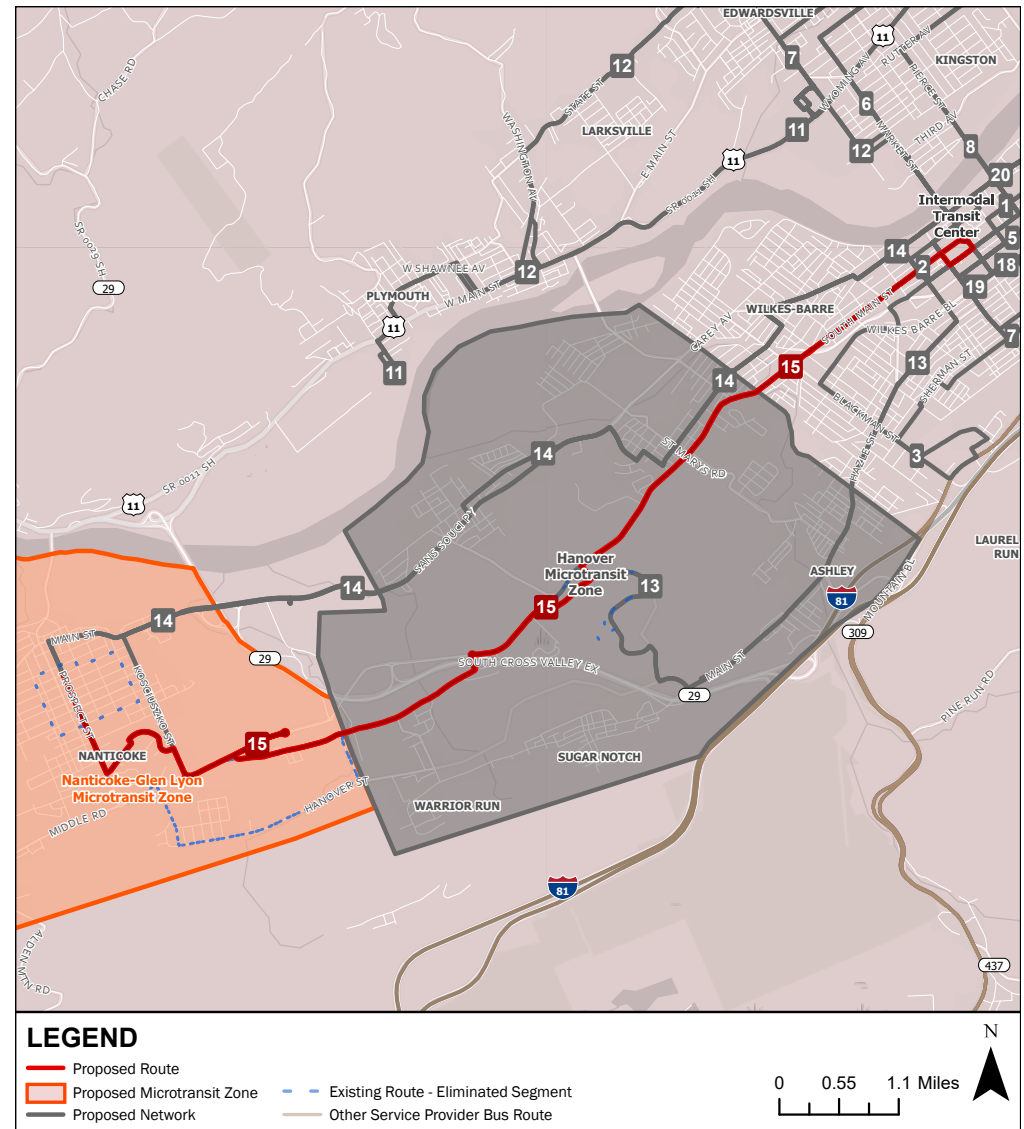 EDWARDSVILLE
11
RUTTER AV
KINGSTON
7
12
CHASE RD
STATE ST
WYOMING AV
PIERCE ST
6
WASHINGTON AV
LARKSVILLE
11
MARKET ST
THIRD AV
E MAIN ST
12
8
11
20
SR 0011 SH
Intermodal
Transit
Center
1
5
SR 0029 SH
14
2
18
W SHAWNEE AV
12
29
19
PLYMOUTH
W MAIN ST
WILKES-BARRE
SOUTH MAIN ST
11
WILKES BARRE BL
CAREY AV
7
11
14
15
13
SHERMAN ST
BLACKMAN ST
14
ST MARYS RD
3
HAZLE ST
SR 0011 SH
11
SANS SOUCI PY
LAUREL
RUN
Hanover
Microtransit
Zone
ASHLEY
MOUNTAIN BL
14
13
81
15
14
309
MAIN ST
29
SOUTH CROSS VALLEY EX
MAIN ST
KOSCIUSZKO ST
PROSPECT ST
29
PINE RUN RD
15
NANTICOKE
SUGAR NOTCH
Nanticoke-Glen Lyon
Microtransit Zone
HANOVER ST
WARRIOR RUN
MIDDLE RD
81
ALDEN MTN RD
437
LEGEND
Proposed Route
Proposed Microtransit Zone
Proposed Network
Existing Route - Eliminated Segment
Other Service Provider Bus Route
0 0.55 1.1 Miles
N